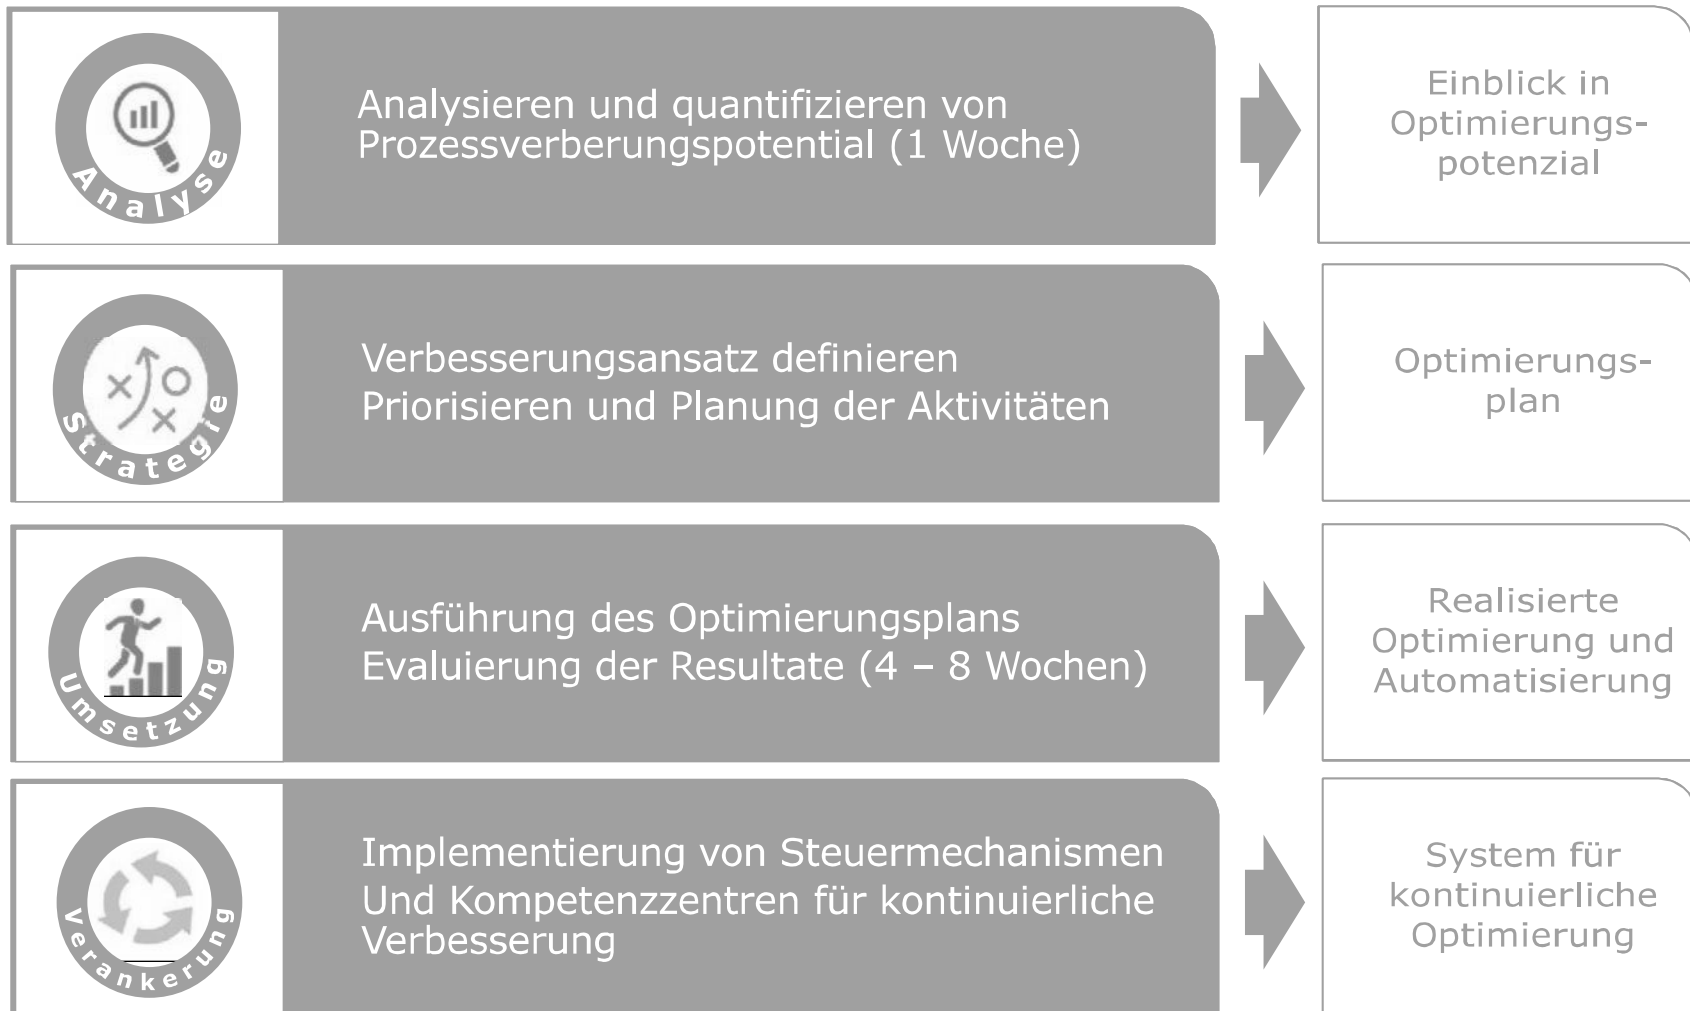 Analyse
Analysieren und quantifizieren von
Prozessverberungspotential (1 Woche)
Einblick in
Optimierungs-
potenzial
Strategie
Verbesserungsansatz definieren
Priorisieren und Planung der Aktivitäten
Optimierungs-
plan
Umsetzung
Ausführung des Optimierungsplans
Evaluierung der Resultate (4 – 8 Wochen)
Realisierte
Optimierung und
Automatisierung
Verankerung
Implementierung von Steuermechanismen
Und Kompetenzzentren für kontinuierliche
Verbesserung
System für
kontinuierliche
Optimierung